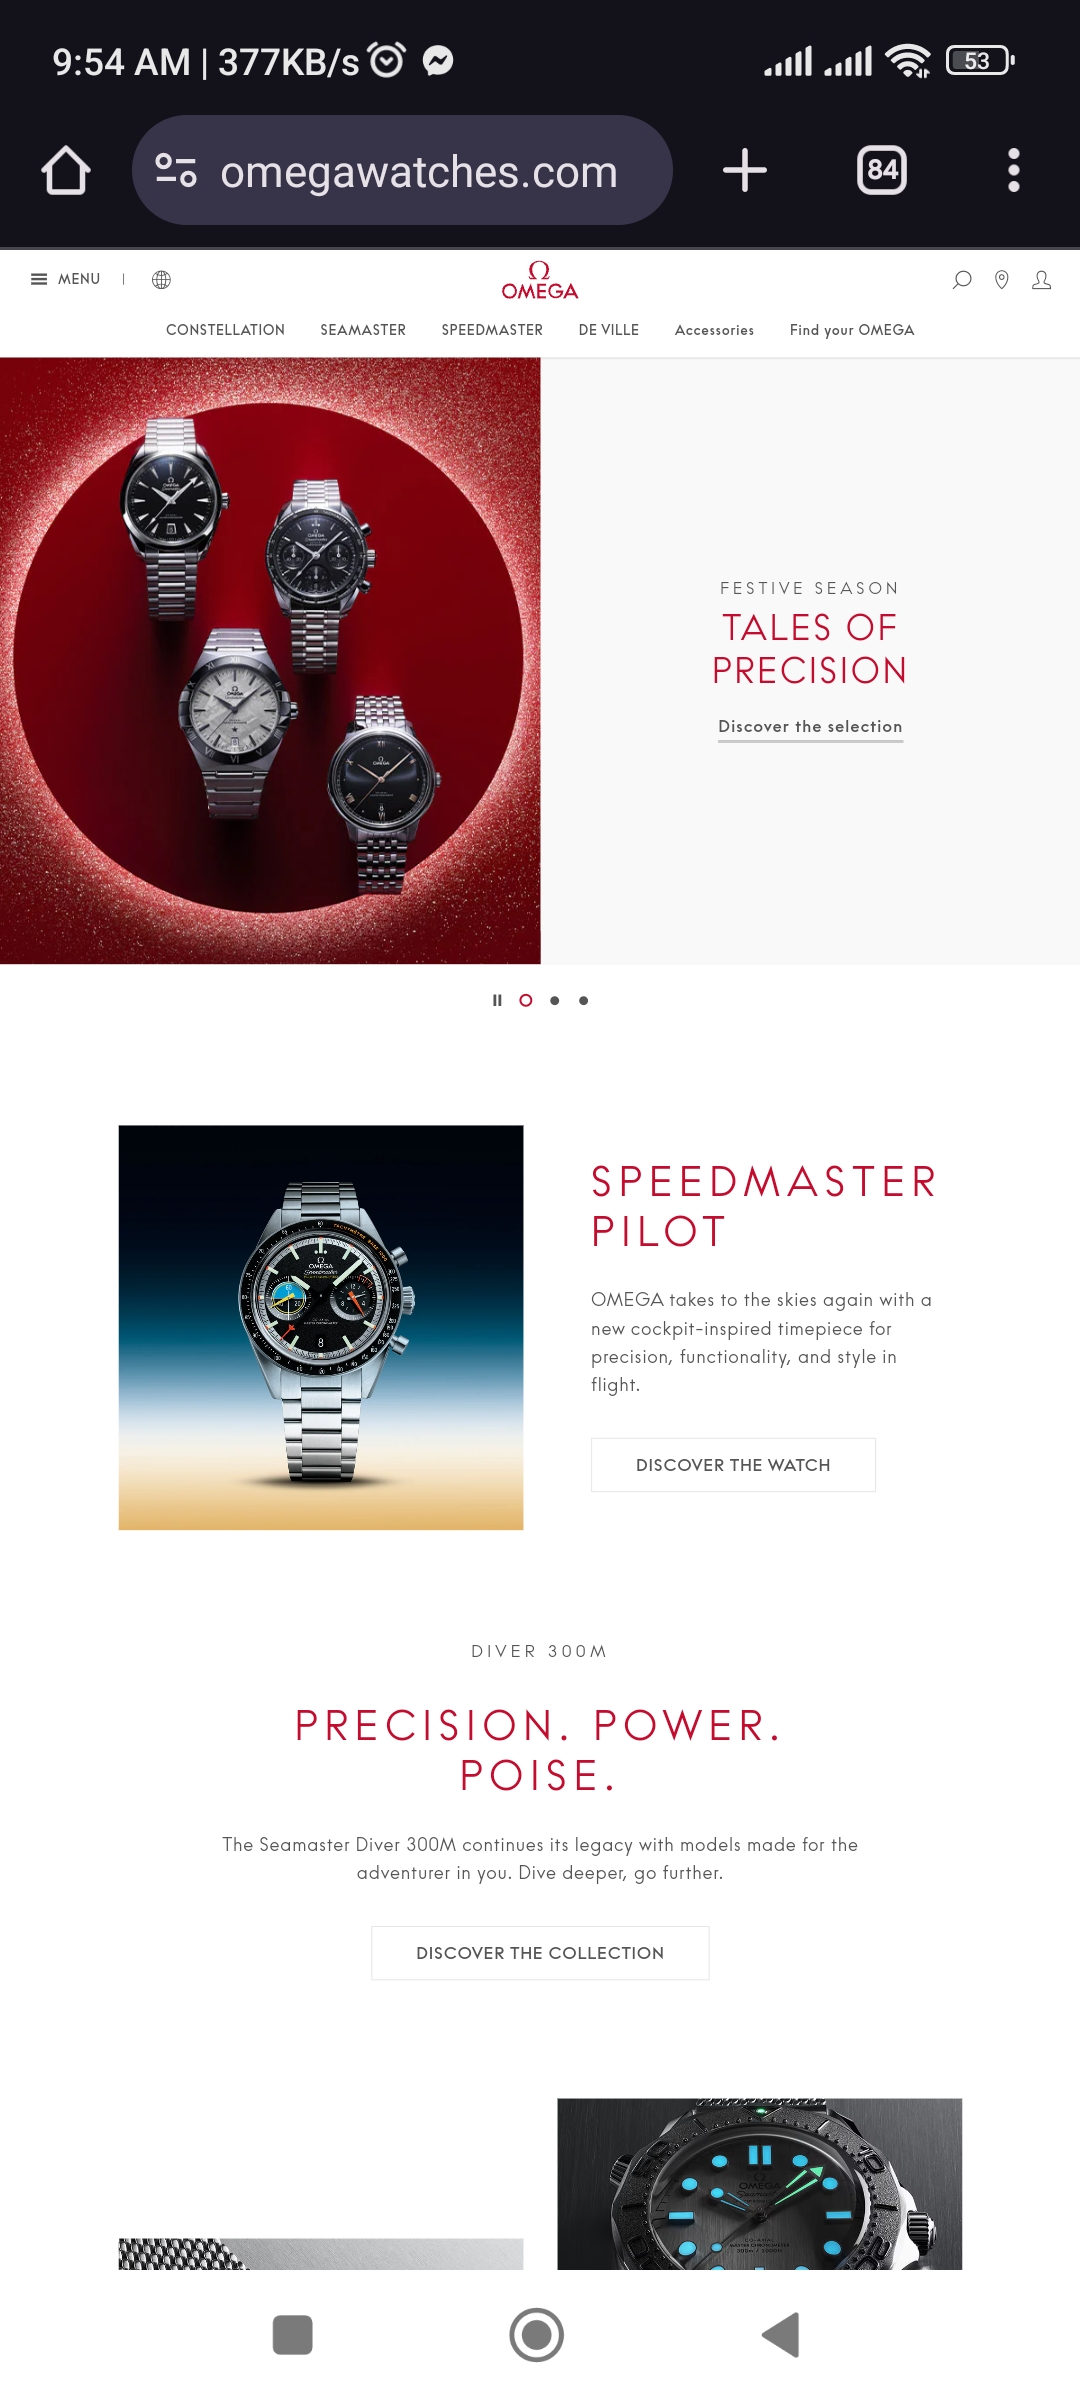 9:54 AM | 377KB/s
53
omegawatches.com
84
MENU
OMEGA
CONSTELLATION SEAMASTER SPEEDMASTER DE VILLE Accessories Find your OMEGA
FESTIVE SEASON
TALES OF
PRECISION
Discover the selection
SPEEDMASTER
PILOT
OMEGA takes to the skies again with a
new cockpit-inspired timepiece for
precision, functionality, and style in
flight.
DISCOVER THE WATCH
DIVER 300M
PRECISION. POWER.
POISE.
The Seamaster Diver 300M continues its legacy with models made for the
adventurer in you. Dive deeper, go further.
DISCOVER THE COLLECTION
OMEGA